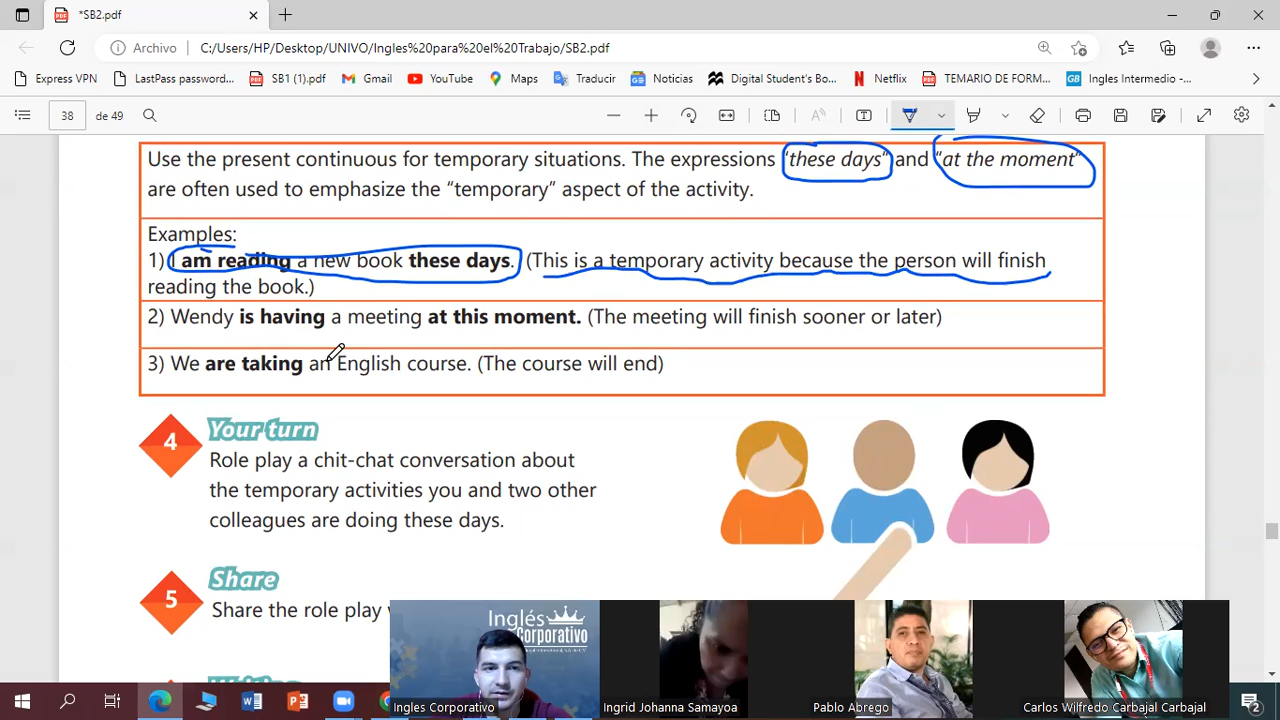 *SB2.pdf
Archivo
C:/Users/HP/Desktop/UNIVO/Ingles%20para%20el%20Trabajo/SB2.pdf
Express VPN
LastPass password...
SB1 (1).pdf
Gmail
YouTube
Maps
Traducir
Noticias
Digital Student's Bo...
Netflix
TEMARIO DE FORM...
Ingles Intermedio -...
38
de 49
Use the present continuous for temporary situations. The expressions "these days" and "at the moment"
are often used to emphasize the "temporary" aspect of the activity.
Examples:
1) I am reading a new book these days. (This is a temporary activity because the person will finish
reading the book.)
2) Wendy is having a meeting at this moment. (The meeting will finish sooner or later)
3) We are taking an English course. (The course will end)
4
Your turn
Role play a chit-chat conversation about
the temporary activities you and two other
colleagues are doing these days.
5
Share
Share the role play
Inglés
Corporativo
Ingles Corporativo
Ingrid Johanna Samayoa
Pablo Abrego
Carlos Wilfredo Carbajal Carbajal
2